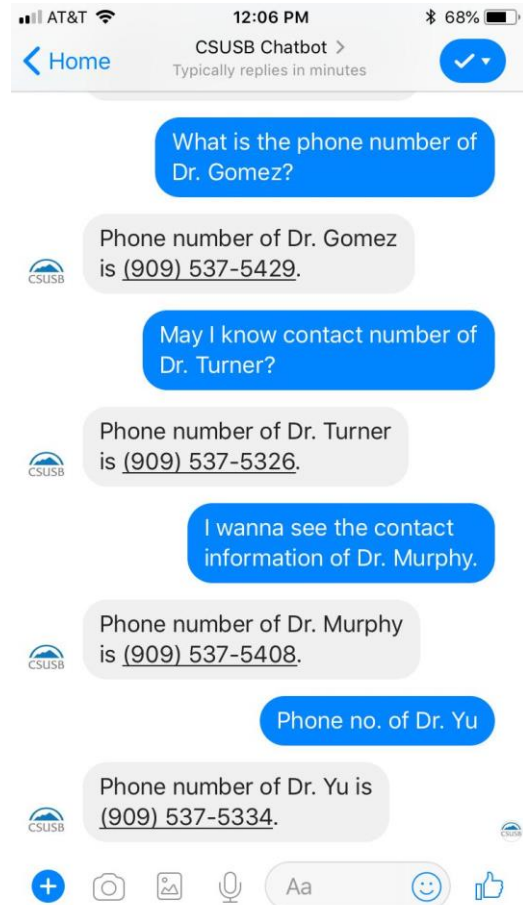 AT&T 12:06 PM 68%
Home CSUSB Chatbot >
Typically replies in minutes
What is the phone number of
Dr. Gomez?
Phone number of Dr. Gomez
is (909) 537-5429.
CSUSB
May I know contact number of
Dr. Turner?
Phone number of Dr. Turner
is (909) 537-5326.
CSUSB
I wanna see the contact
information of Dr. Murphy.
Phone number of Dr. Murphy
is (909) 537-5408.
CSUSB
Phone no. of Dr. Yu
Phone number of Dr. Yu is
(909) 537-5334.
CSUSB
CSUSB
Aa